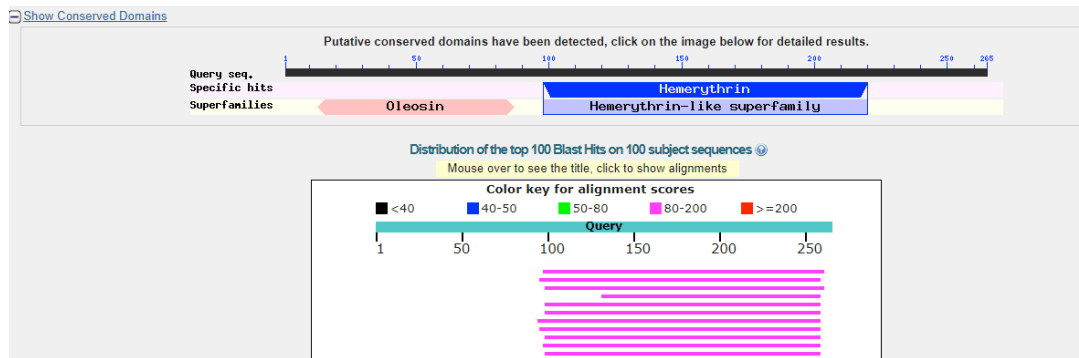 Show Conserved Domains
Putative conserved domains have been detected, click on the image below for detailed results.
1 50 100 150 200 250 265
Query seq.
Specific hits Hemerythrin
Superfamilies Oleosin Hemerythrin-like superfamily
Distribution of the top 100 Blast Hits on 100 subject sequences
Mouse over to see the title, click to show alignments
Color key for alignment scores
<40 40-50 50-80 80-200 >=200
Query
1 50 100 150 200 250